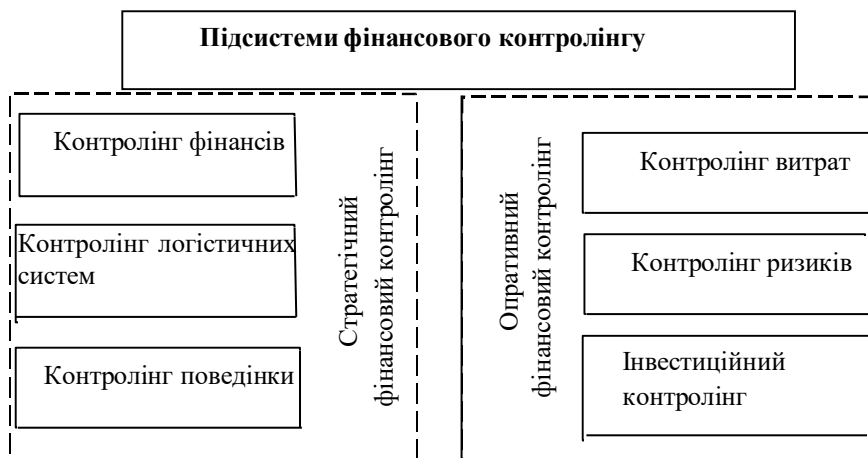 Підсистеми фінансового контролінгу
Контролінг фінансів
Контролінг логістичних
систем
Контролінг поведінки
Стратегічний
фінансовий контролінг
Опративний
фінансовий контролінг
Контролінг витрат
Контролінг ризиків
Інвестиційний
контролінг